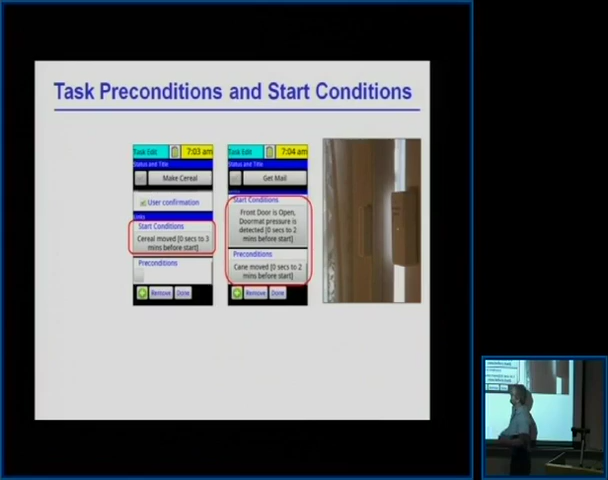 Task Preconditions and Start Conditions
Task Edit
7:03 am
Status and Title
Make Cereal
User confirmation
Links
Start Conditions
Cereal moved [0 secs to 3
mins before start]
Preconditions
Remove
Done
Task Edit
7:04 am
Status and Title
Get Mail
Start Conditions
Front Door is Open,
Doormat pressure is
detected [0 secs to 2
mins before start]
Preconditions
Cane moved [0 secs to 2
mins before start]
Remove
Done